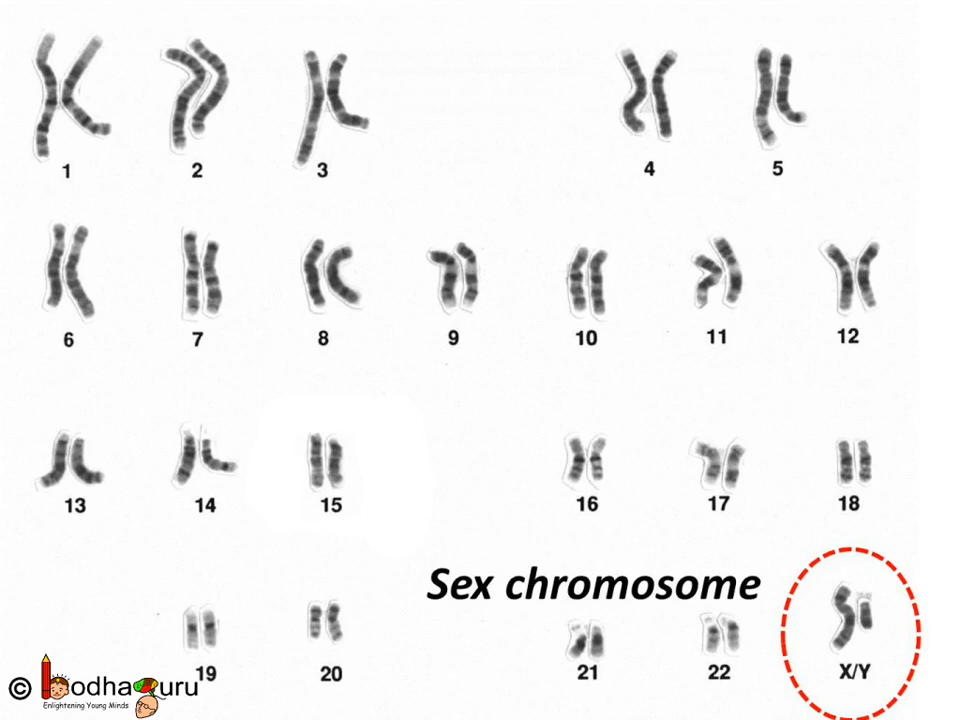 1 2 3 4 5
6 7 8 9 10 11 12
13 14 15 16 17 18
Sex chromosome
19 20 21 22 X/Y
© BodhaGuru
Enlightening Young Minds